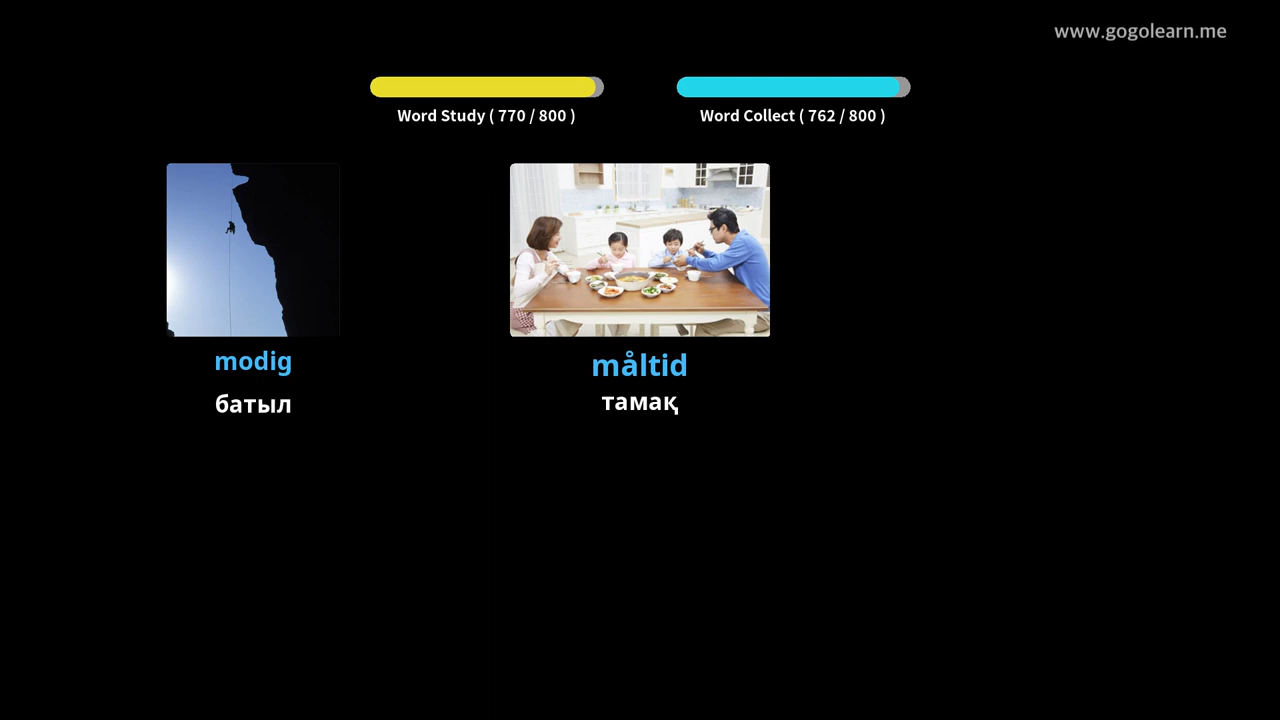 www.gogolearn.me
Word Study ( 770 / 800 )
Word Collect ( 762 / 800 )
modig
батыл
måltid
тамақ